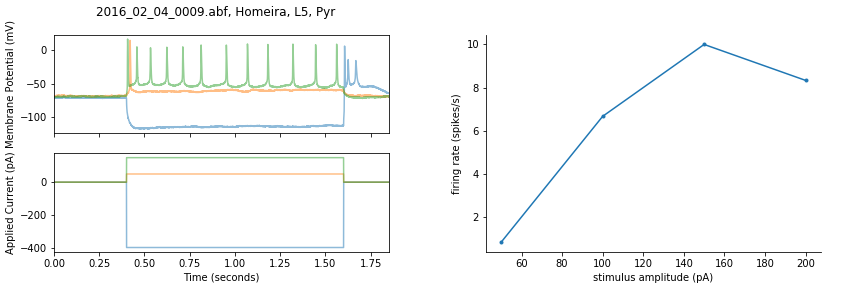 2016_02_04_0009.abf, Homeira, L5, Pyr
Membrane Potential (mV)
0
−50
−100
Applied Current (pA)
0
−200
−400
0.00 0.25 0.50 0.75 1.00 1.25 1.50 1.75
Time (seconds)
firing rate (spikes/s)
10
8
6
4
2
60 80 100 120 140 160 180 200
stimulus amplitude (pA)